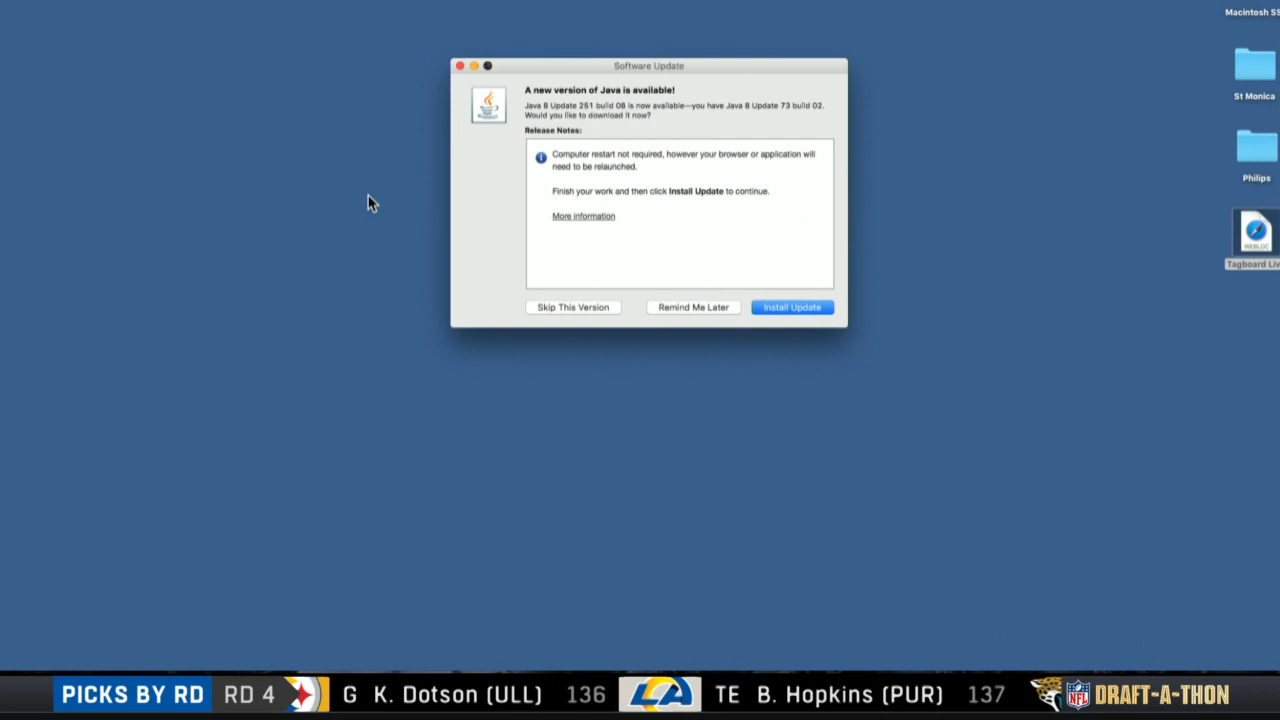 Macintosh SS
St Monica
Philips
WEBLOC
Tagboard Liv
Software Update
A new version of Java is available!
Java 8 Update 251 build 08 is now available—you have Java 8 Update 73 build 02.
Would you like to download it now?
Release Notes:
Computer restart not required, however your browser or application will
need to be relaunched.
Finish your work and then click Install Update to continue.
More information
Skip This Version Remind Me Later Install Update
PICKS BY RD RD 4 G K. Dotson (ULL) 136 TE B. Hopkins (PUR) 137 NFL DRAFT-A-THON